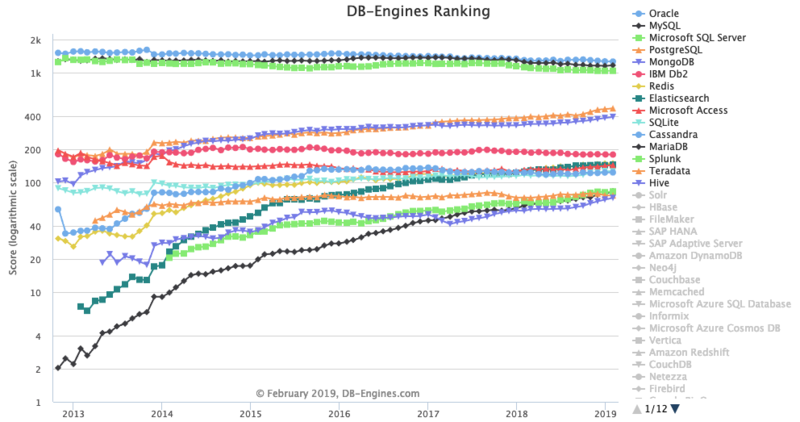 DB-Engines Ranking
Score (logarithmic scale)
2k
1k
400
200
100
40
20
10
4
2
1
2013
2014
2015
2016
2017
2018
2019
© February 2019, DB-Engines.com
Oracle
MySQL
Microsoft SQL Server
PostgreSQL
MongoDB
IBM Db2
Redis
Elasticsearch
Microsoft Access
SQLite
Cassandra
MariaDB
Splunk
Teradata
Hive
Solr
HBase
FileMaker
SAP HANA
SAP Adaptive Server
Amazon DynamoDB
Neo4j
Couchbase
Memcached
Microsoft Azure SQL Database
Informix
Microsoft Azure Cosmos DB
Vertica
Amazon Redshift
CouchDB
Netezza
Firebird
1/12